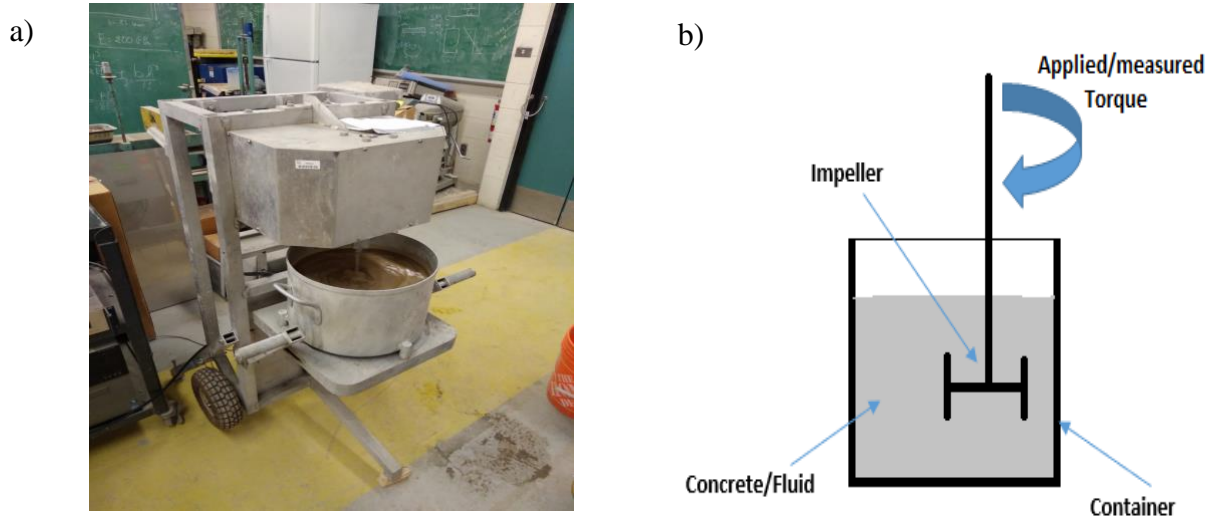 a)
b)
Applied/measured
Torque
Impeller
Concrete/Fluid
Container